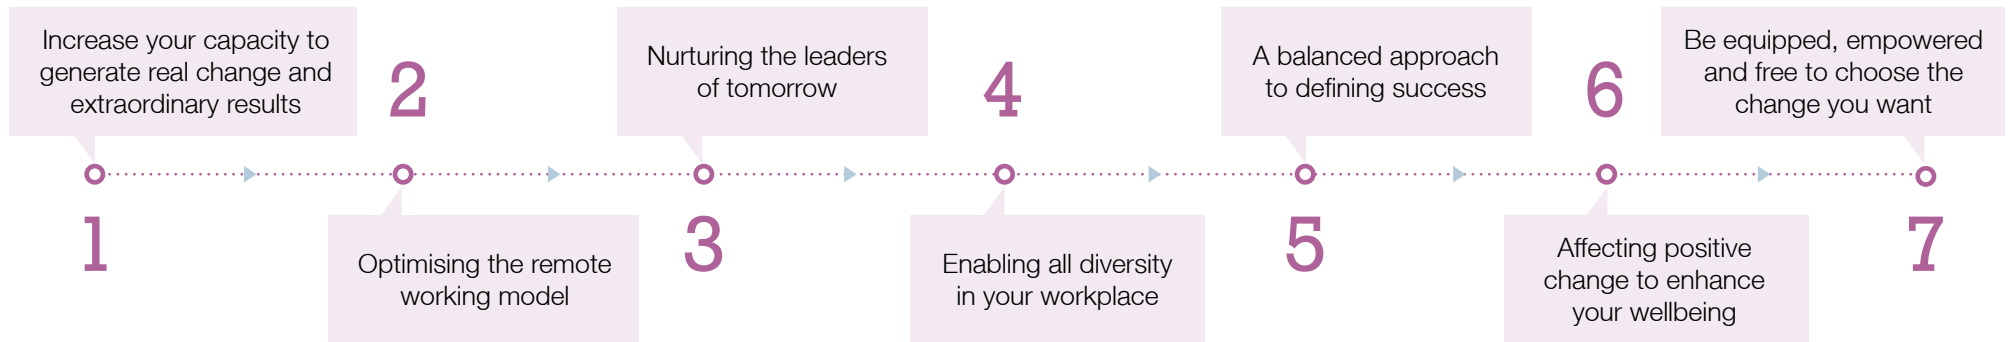 Increase your capacity to
generate real change and
extraordinary results
1
2
Optimising the remote
working model
Nurturing the leaders
of tomorrow
3
4
Enabling all diversity
in your workplace
A balanced approach
to defining success
5
6
Affecting positive
change to enhance
your wellbeing
Be equipped, empowered
and free to choose the
change you want
7